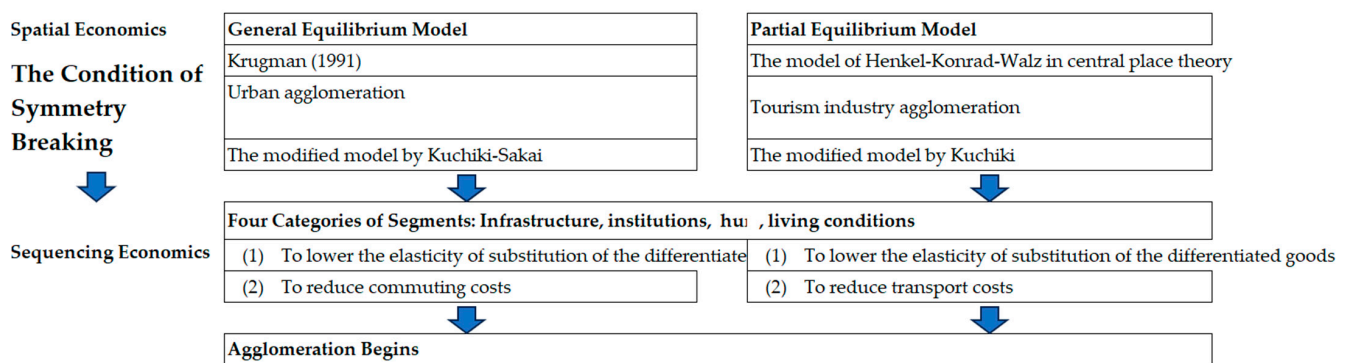 Spatial Economics
General Equilibrium Model
Partial Equilibrium Model
The Condition of
Symmetry
Breaking
Krugman (1991)
The model of Henkel-Konrad-Walz in central place theory
Urban agglomeration
Tourism industry agglomeration
The modified model by Kuchiki-Sakai
The modified model by Kuchiki
Four Categories of Segments: Infrastructure, institutions, , living conditions
Sequencing Economics
(1) To lower the elasticity of substitution of the differentiate
(1) To lower the elasticity of substitution of the differentiated goods
(2) To reduce commuting costs
(2) To reduce transport costs
Agglomeration Begins